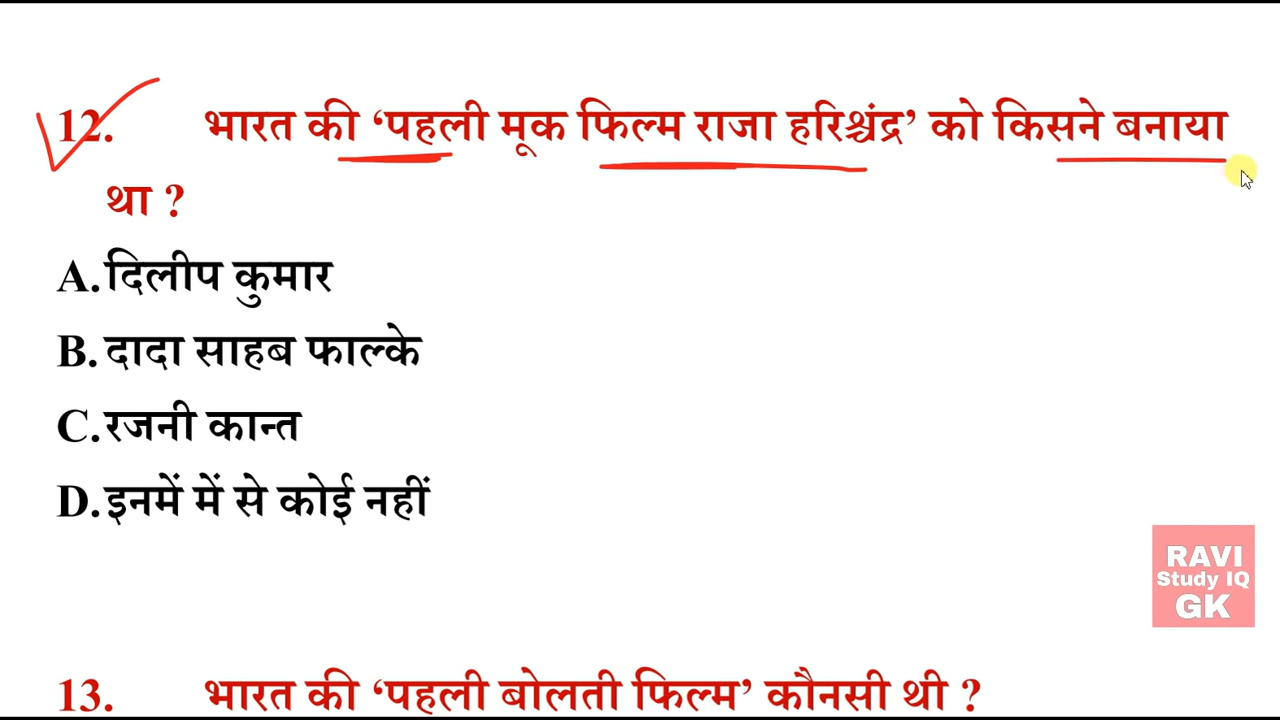 12. भारत की ‘पहली मूक फिल्म राजा हरिश्चंद्र’ को किसने बनाया
था ?
A. दिलीप कुमार
B. दादा साहब फाल्के
C. रजनी कान्त
D. इनमें में से कोई नहीं
RAVI
Study IQ
GK
13. भारत की ‘पहली बोलती फिल्म’ कौनसी थी ?